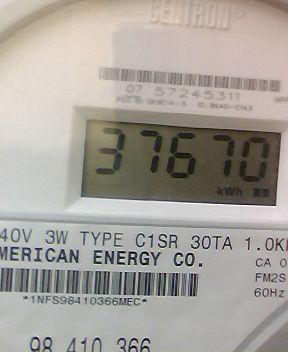 CENTRON®
07 57245311
37670
kWh
40V 3W TYPE C1SR 30TA 1.0K
MERICAN ENERGY CO.
CA 0
FM2S
60Hz
*1NFS98410366MEC*
98 410 366